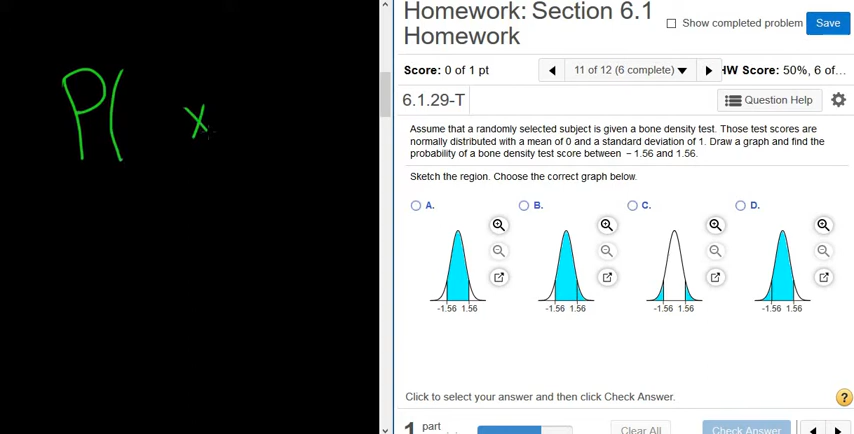 P( x
Homework: Section 6.1
Homework
Show completed problem
Save
Score: 0 of 1 pt
11 of 12 (6 complete)
HW Score: 50%, 6 of...
6.1.29-T
Question Help
Assume that a randomly selected subject is given a bone density test. Those test scores are
normally distributed with a mean of 0 and a standard deviation of 1. Draw a graph and find the
probability of a bone density test score between − 1.56 and 1.56.
Sketch the region. Choose the correct graph below.
A. B. C. D.
-1.56 1.56 -1.56 1.56 -1.56 1.56 -1.56 1.56
Click to select your answer and then click Check Answer.
?
1 part
Clear All
Check Answer